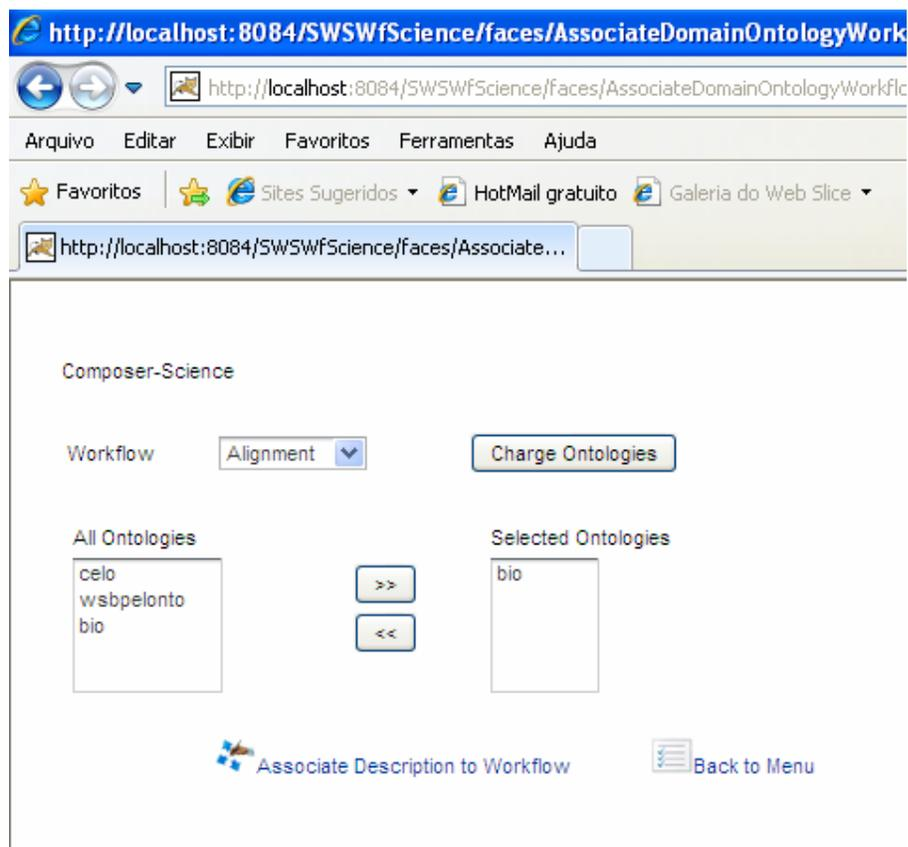 http://localhost:8084/SWSWfScience/faces/AssociateDomainOntologyWork
http://localhost:8084/SWSWfScience/faces/AssociateDomainOntologyWorkflo
Arquivo Editar Exibir Favoritos Ferramentas Ajuda
Favoritos Sites Sugeridos HotMail gratuito Galeria do Web Slice
http://localhost:8084/SWSWfScience/faces/Associate...
Composer-Science
Workflow Alignment Charge Ontologies
All Ontologies Selected Ontologies
celo >> bio
wsbpelonto
bio <<
Associate Description to Workflow Back to Menu